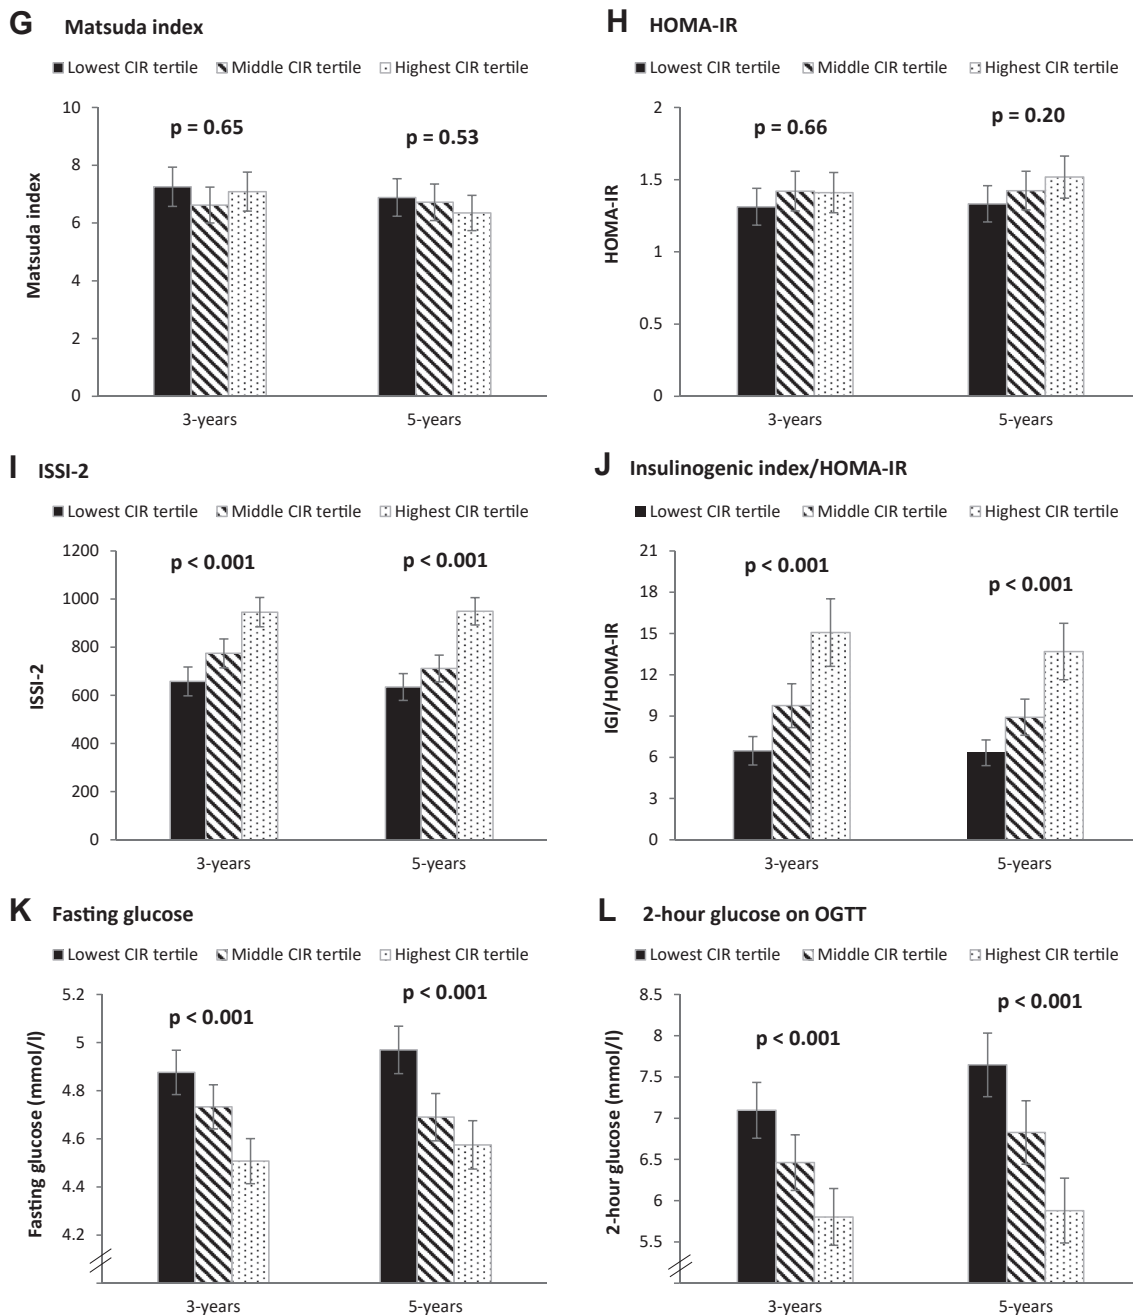 G Matsuda index
Lowest CIR tertile Middle CIR tertile Highest CIR tertile
10
8
6
4
2
0
Matsuda index
p = 0.65
p = 0.53
3-years
5-years
H HOMA-IR
Lowest CIR tertile Middle CIR tertile Highest CIR tertile
2
1.5
1
0.5
0
HOMA-IR
p = 0.66
p = 0.20
3-years
5-years
I ISSI-2
Lowest CIR tertile Middle CIR tertile Highest CIR tertile
1200
1000
800
600
400
200
0
ISSI-2
p < 0.001
p < 0.001
3-years
5-years
J Insulinogenic index/HOMA-IR
Lowest CIR tertile Middle CIR tertile Highest CIR tertile
21
18
15
12
9
6
3
0
IGI/HOMA-IR
p < 0.001
p < 0.001
3-years
5-years
K Fasting glucose
Lowest CIR tertile Middle CIR tertile Highest CIR tertile
5.2
5
4.8
4.6
4.4
4.2
Fasting glucose (mmol/l)
p < 0.001
p < 0.001
3-years
5-years
L 2-hour glucose on OGTT
Lowest CIR tertile Middle CIR tertile Highest CIR tertile
8.5
8
7.5
7
6.5
6
5.5
2-hour glucose (mmol/l)
p < 0.001
p < 0.001
3-years
5-years